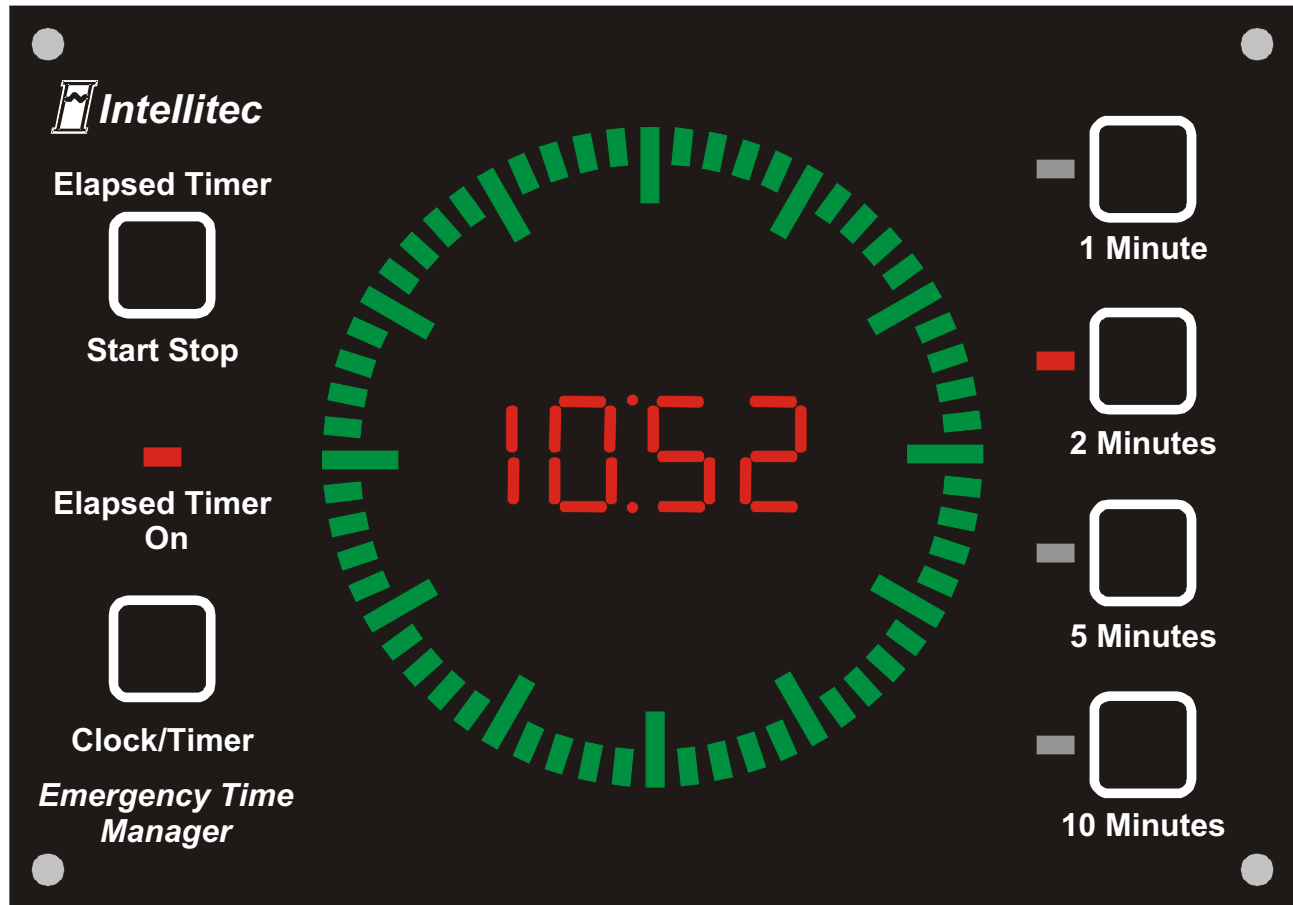 Intellitec
Elapsed Timer
Start Stop
Elapsed Timer
On
Clock/Timer
Emergency Time
Manager
10:52
1 Minute
2 Minutes
5 Minutes
10 Minutes